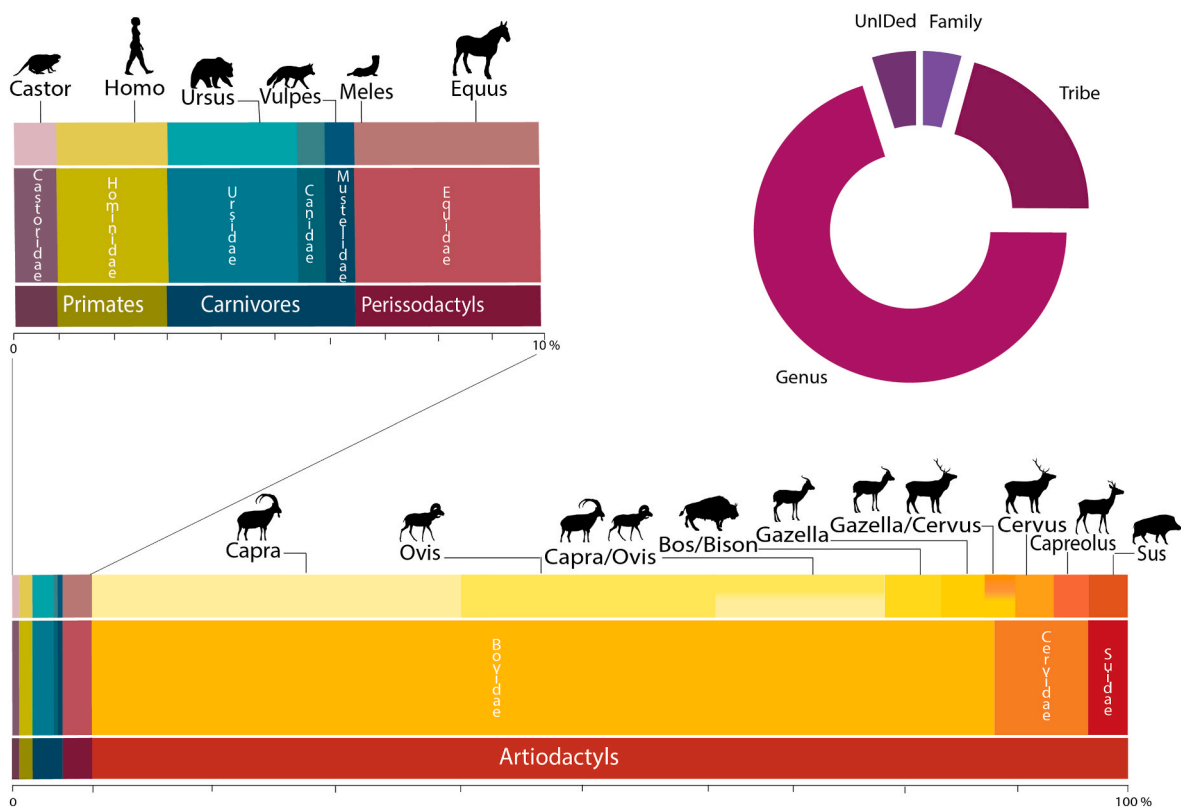 Castor
Homo
Ursus
Vulpes
Meles
Equus
Castoridae
Hominidae
Ursidae
Canidae
Mustelidae
Equidae
Primates
Carnivores
Perissodactyls
0
10 %
UnIDed
Family
Tribe
Genus
Capra
Ovis
Capra/Ovis
Bos/Bison
Gazella
Gazella/Cervus
Cervus
Capreolus
Sus
Bovidae
Cervidae
Suidae
Artiodactyls
0
100 %